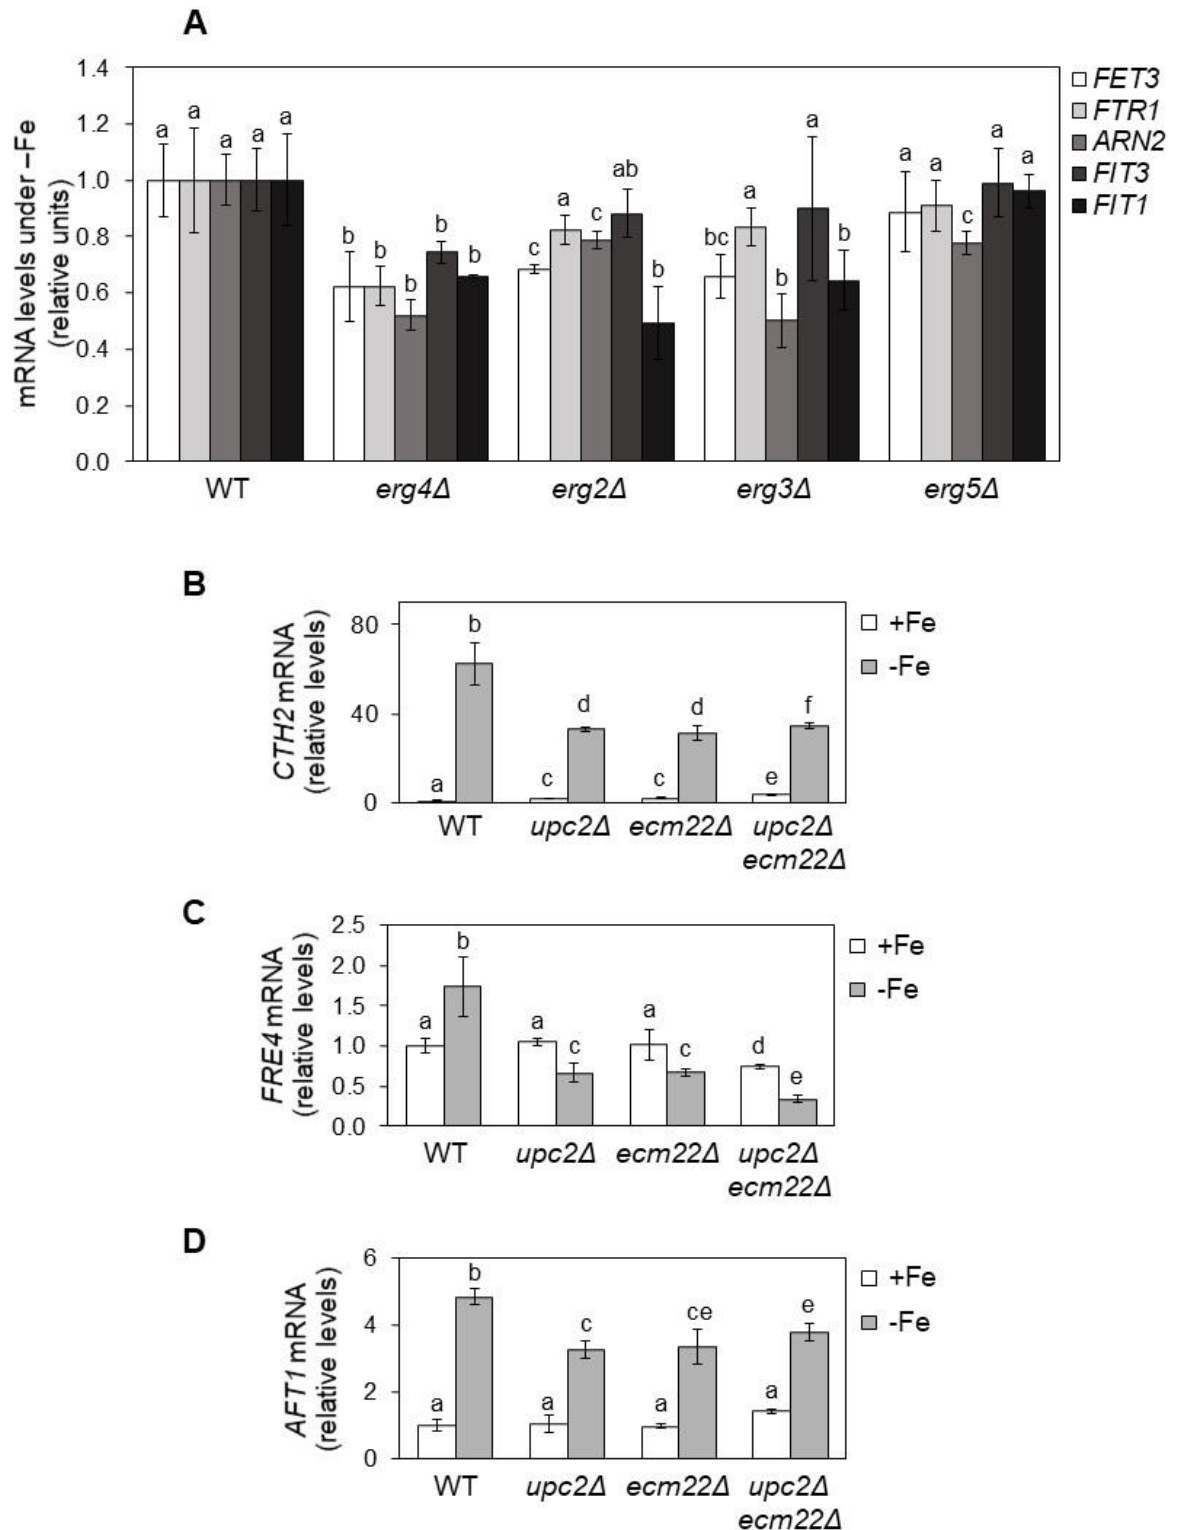 A
mRNA levels under –Fe
(relative units)
1.4
1.2
1.0
0.8
0.6
0.4
0.2
0.0
a a a a a
b b b b b
c a c ab b
bc a b a b
a a c a a
WT erg4Δ erg2Δ erg3Δ erg5Δ
FET3
FTR1
ARN2
FIT3
FIT1
B
CTH2 mRNA
(relative levels)
80
40
0
a b c d c d e f
WT upc2Δ ecm22Δ upc2Δ
ecm22Δ
+Fe
-Fe
C
FRE4 mRNA
(relative levels)
2.5
2.0
1.5
1.0
0.5
0.0
a b a c a c d e
WT upc2Δ ecm22Δ upc2Δ
ecm22Δ
+Fe
-Fe
D
AFT1 mRNA
(relative levels)
6
4
2
0
a b a c a ce a e
WT upc2Δ ecm22Δ upc2Δ
ecm22Δ
+Fe
-Fe